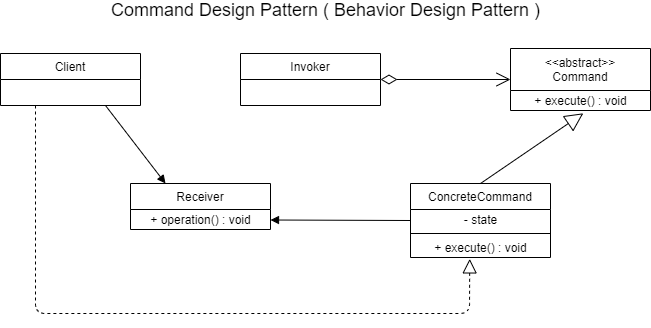 Command Design Pattern ( Behavior Design Pattern )
Client
Invoker
<<abstract>>
Command
+ execute() : void
Receiver
+ operation() : void
ConcreteCommand
- state
+ execute() : void